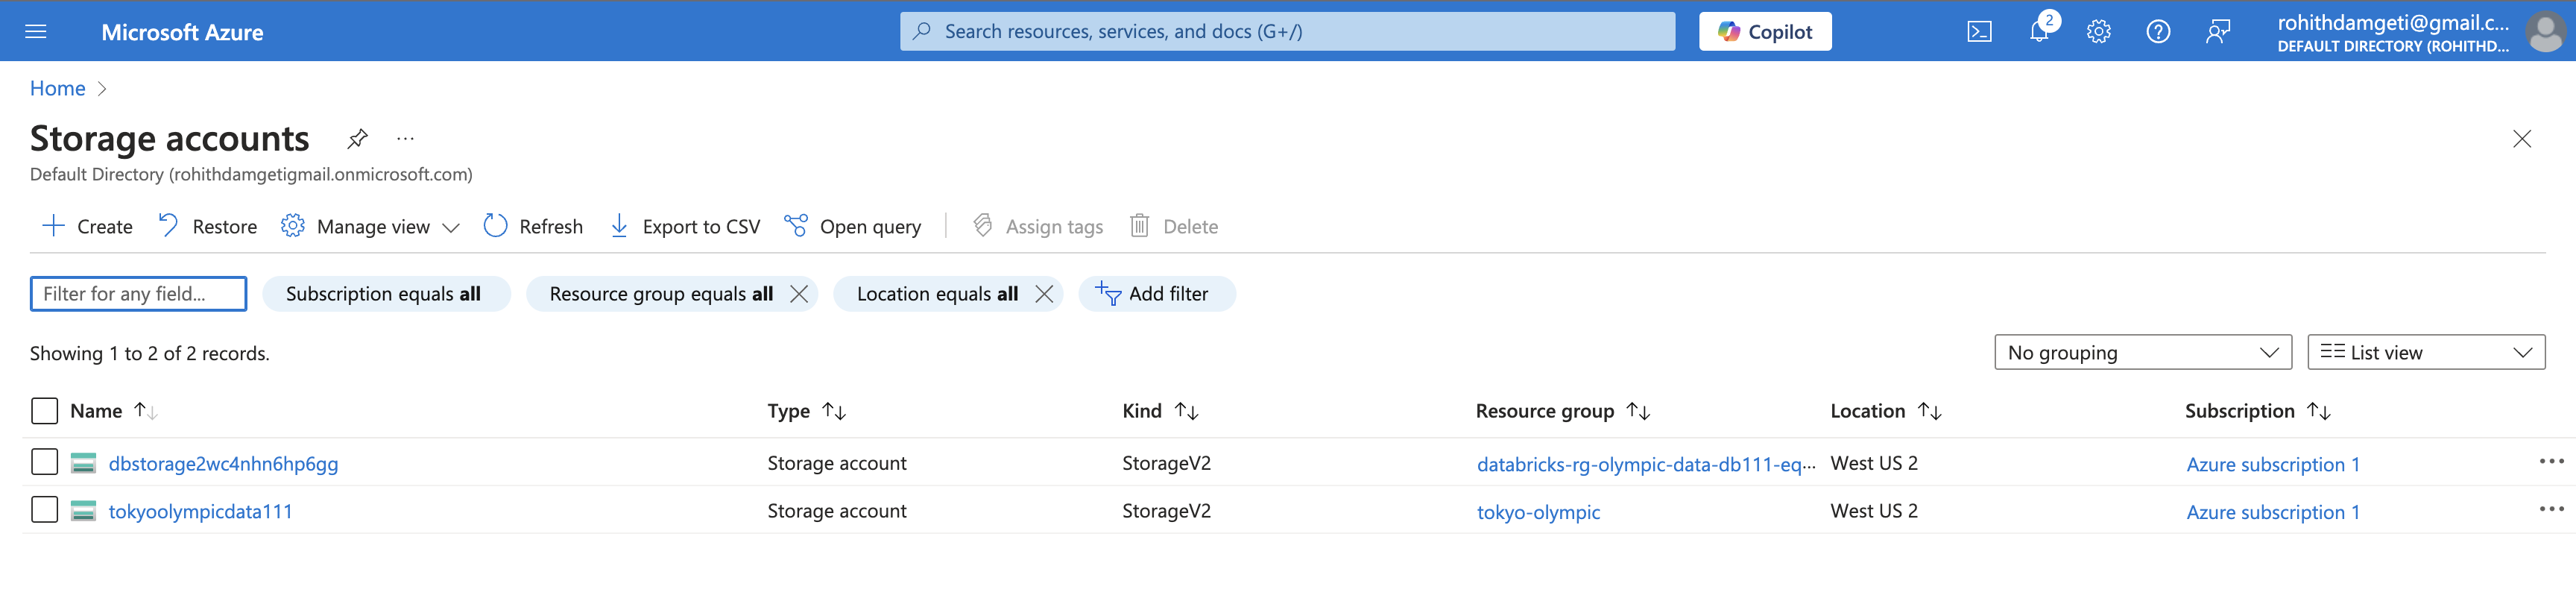 Microsoft Azure
Search resources, services, and docs (G+/)
Copilot
2
rohithdamgeti@gmail.c...
DEFAULT DIRECTORY (ROHITHD...
Home
Storage accounts
...
Default Directory (rohithdamgetigmail.onmicrosoft.com)
Create Restore Manage view Refresh Export to CSV Open query Assign tags Delete
Filter for any field... Subscription equals all Resource group equals all Location equals all Add filter
Showing 1 to 2 of 2 records. No grouping List view
Name Type Kind Resource group Location Subscription
dbstorage2wc4nhn6hp6gg Storage account StorageV2 databricks-rg-olympic-data-db111-eq... West US 2 Azure subscription 1 ...
tokyoolympicdata111 Storage account StorageV2 tokyo-olympic West US 2 Azure subscription 1 ...